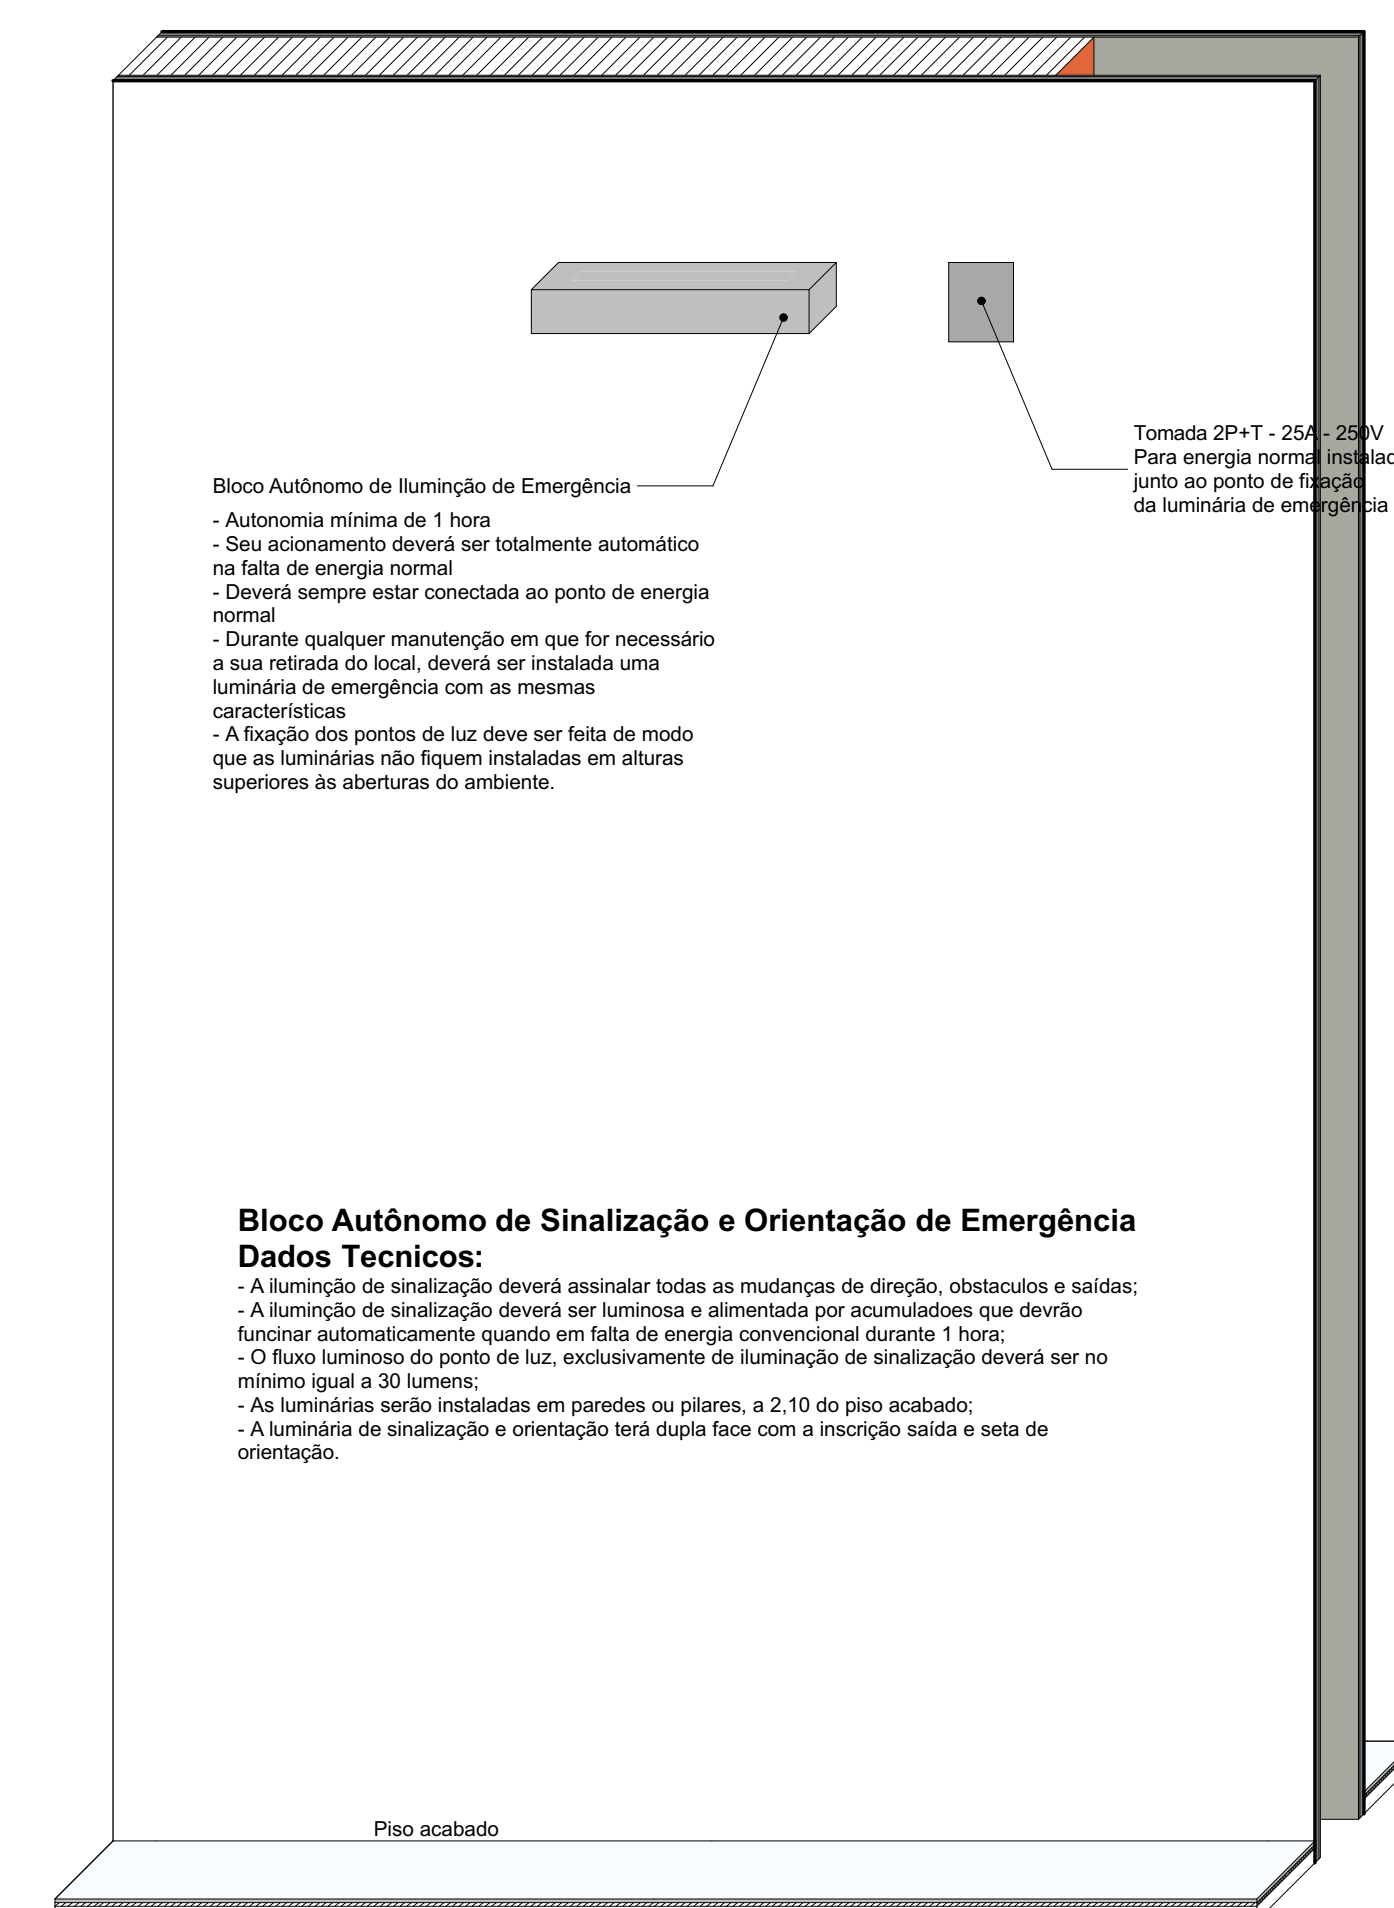 Tomada 2P+T - 25A - 250V
Para energia normal instalad
junto ao ponto de fixação
da luminária de emergência
Bloco Autônomo de Iluminção de Emergência
- Autonomia mínima de 1 hora
- Seu acionamento deverá ser totalmente automático
na falta de energia normal
- Deverá sempre estar conectada ao ponto de energia
normal
- Durante qualquer manutenção em que for necessário
a sua retirada do local, deverá ser instalada uma
luminária de emergência com as mesmas
características
- A fixação dos pontos de luz deve ser feita de modo
que as luminárias não fiquem instaladas em alturas
superiores às aberturas do ambiente.
Bloco Autônomo de Sinalização e Orientação de Emergência
Dados Tecnicos:
- A iluminção de sinalização deverá assinalar todas as mudanças de direção, obstaculos e saídas;
- A iluminção de sinalização deverá ser luminosa e alimentada por acumuladoes que devrão
funcinar automaticamente quando em falta de energia convencional durante 1 hora;
- O fluxo luminoso do ponto de luz, exclusivamente de iluminação de sinalização deverá ser no
mínimo igual a 30 lumens;
- As luminárias serão instaladas em paredes ou pilares, a 2,10 do piso acabado;
- A luminária de sinalização e orientação terá dupla face com a inscrição saída e seta de
orientação.
Piso acabado